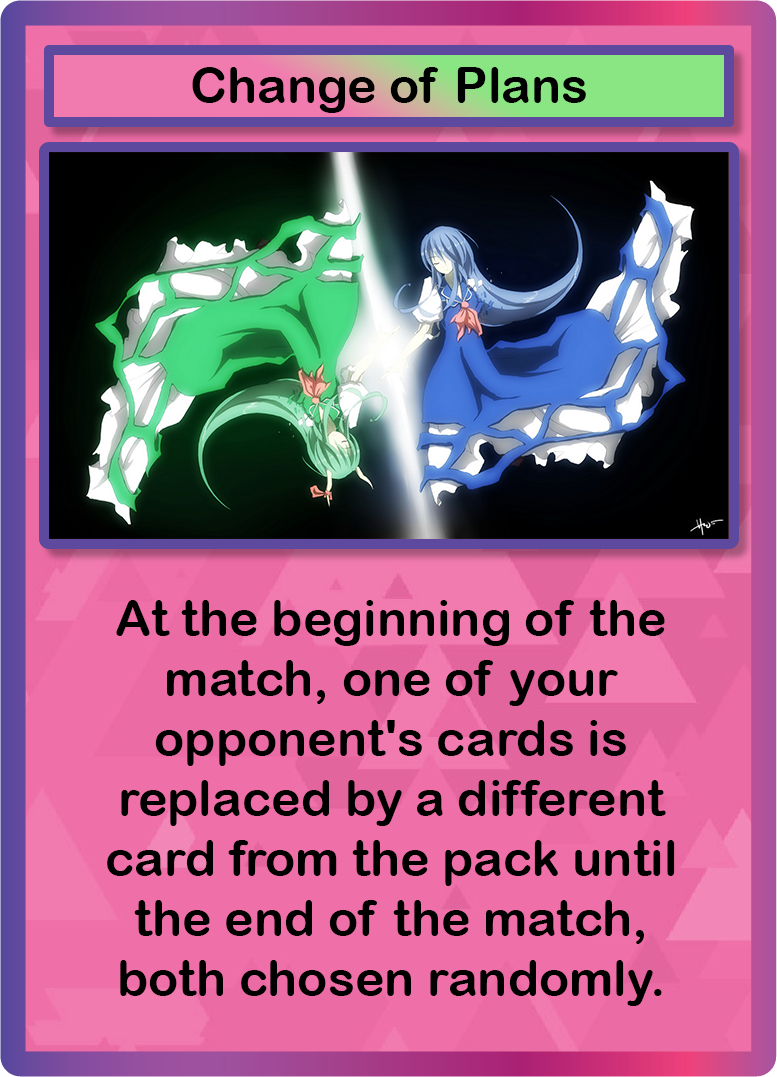 Change of Plans
At the beginning of the
match, one of your
opponent's cards is
replaced by a different
card from the pack until
the end of the match,
both chosen randomly.